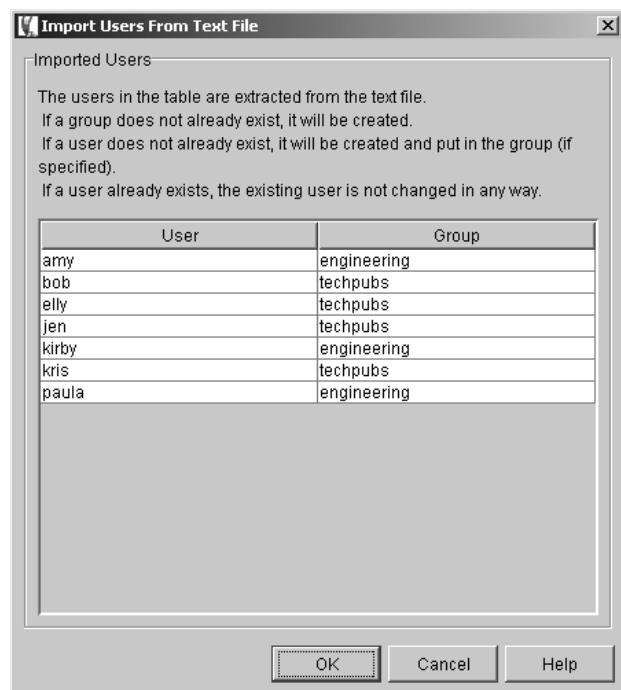 Import Users From Text File
Imported Users
The users in the table are extracted from the text file.
If a group does not already exist, it will be created.
If a user does not already exist, it will be created and put in the group (if
specified).
If a user already exists, the existing user is not changed in any way.
User Group
amy engineering
bob techpubs
elly techpubs
jen techpubs
kirby engineering
kris techpubs
paula engineering
OK Cancel Help